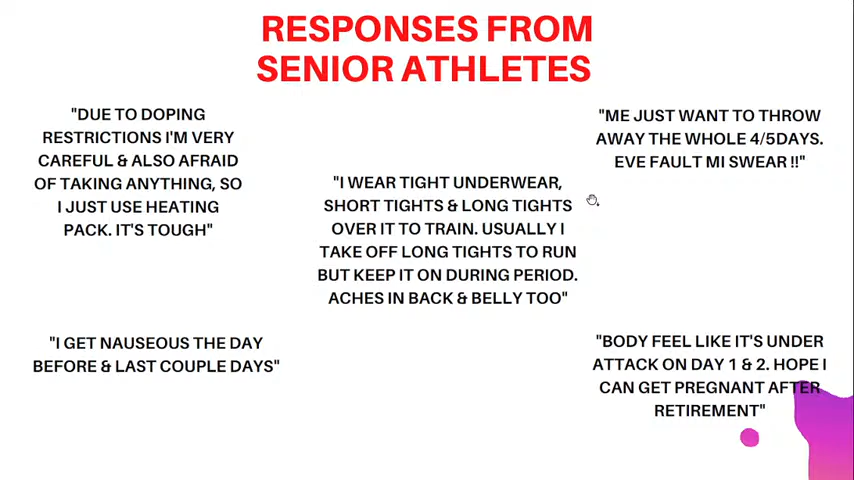 RESPONSES FROM
SENIOR ATHLETES
"DUE TO DOPING
RESTRICTIONS I'M VERY
CAREFUL & ALSO AFRAID
OF TAKING ANYTHING, SO
I JUST USE HEATING
PACK. IT'S TOUGH"
"I WEAR TIGHT UNDERWEAR,
SHORT TIGHTS & LONG TIGHTS
OVER IT TO TRAIN. USUALLY I
TAKE OFF LONG TIGHTS TO RUN
BUT KEEP IT ON DURING PERIOD.
ACHES IN BACK & BELLY TOO"
"ME JUST WANT TO THROW
AWAY THE WHOLE 4/5DAYS.
EVE FAULT MI SWEAR !!"
"I GET NAUSEOUS THE DAY
BEFORE & LAST COUPLE DAYS"
"BODY FEEL LIKE IT'S UNDER
ATTACK ON DAY 1 & 2. HOPE I
CAN GET PREGNANT AFTER
RETIREMENT"